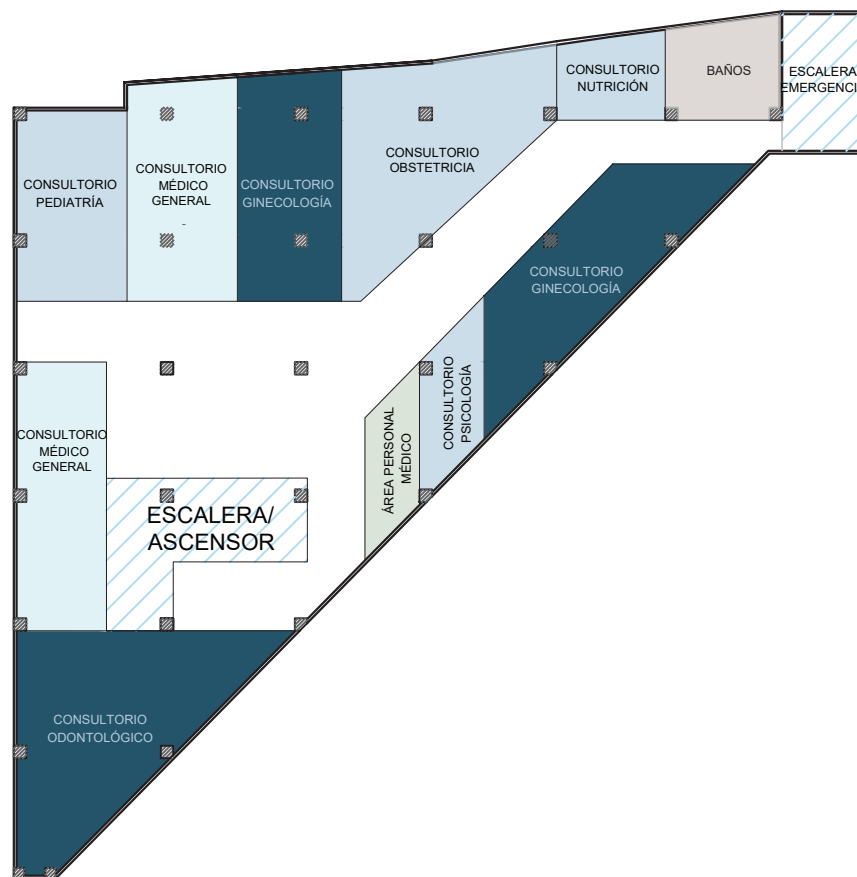 CONSULTORIO
NUTRICIÓN
BAÑOS
ESCALERA
EMERGENCI
CONSULTORIO
PEDIATRÍA
CONSULTORIO
MÉDICO
GENERAL
CONSULTORIO
GINECOLOGÍA
CONSULTORIO
OBSTETRICIA
CONSULTORIO
GINECOLOGÍA
CONSULTORIO
MÉDICO
GENERAL
ÁREA PERSONAL
MÉDICO
CONSULTORIO
PSICOLOGÍA
ESCALERA/
ASCENSOR
CONSULTORIO
ODONTOLÓGICO